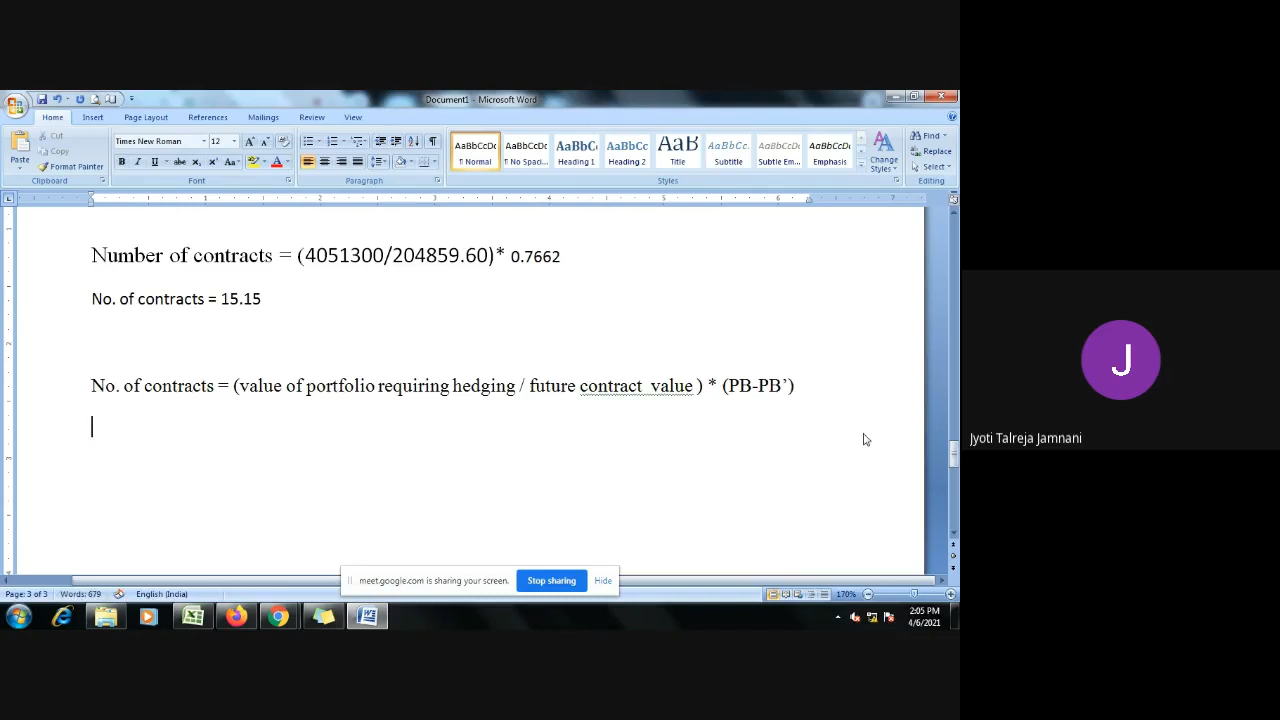 Document1 - Microsoft Word
Home Insert Page Layout References Mailings Review View
Paste
Cut
Copy
Format Painter
Clipboard
Times New Roman 12
Font
Paragraph
AaBbCcDc AaBbCcDc AaBbCc AaBbCc AaB AaBbCc. AaBbCcDc AaBbCcDc
¶ Normal ¶ No Spaci... Heading 1 Heading 2 Title Subtitle Subtle Em... Emphasis
Change Styles
Styles
Find
Replace
Select
Editing
Number of contracts = (4051300/204859.60)* 0.7662
No. of contracts = 15.15
No. of contracts = (value of portfolio requiring hedging / future contract value ) * (PB-PB’)
J
Jyoti Talreja Jamnani
meet.google.com is sharing your screen. Stop sharing Hide
Page: 3 of 3 Words: 679 English (India) 170%
2:05 PM
4/6/2021